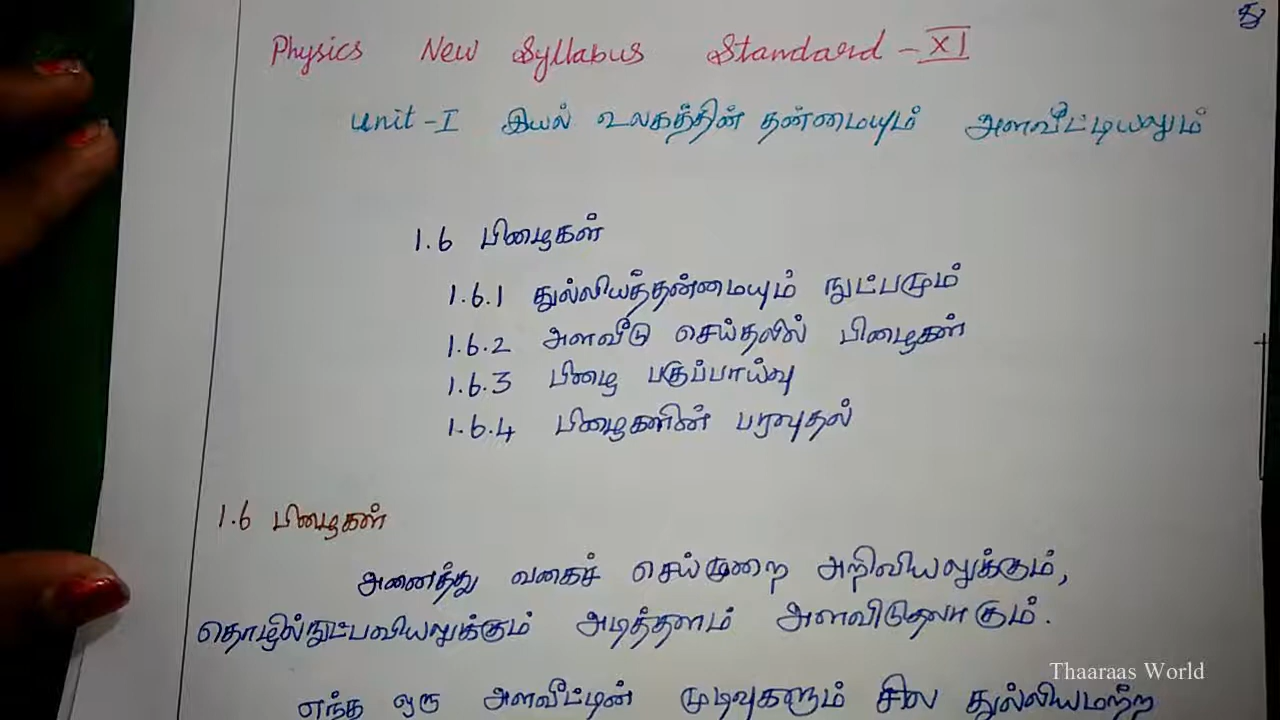 Physics New Syllabus Standard - XI
unit - I இயல் உலகத்தின் தன்மையும் அளவீட்டியலும்
1.6 பிழைகள்
1.6.1 துல்லியத்தன்மையும் நுட்பமும்
1.6.2 அளவீடு செய்தலில் பிழைகள்
1.6.3 பிழை பகுப்பாய்வு
1.6.4 பிழைகளின் பரவுதல்
1.6 பிழைகள்
அனைத்து வகைச் செய்முறை அறிவியலுக்கும்,
தொழில்நுட்பவியலுக்கும் அடித்தளம் அளவிடுதலாகும்.
எந்த ஒரு அளவீட்டின் முடிவுகளும் சில துல்லியமற்ற
Thaaraas World